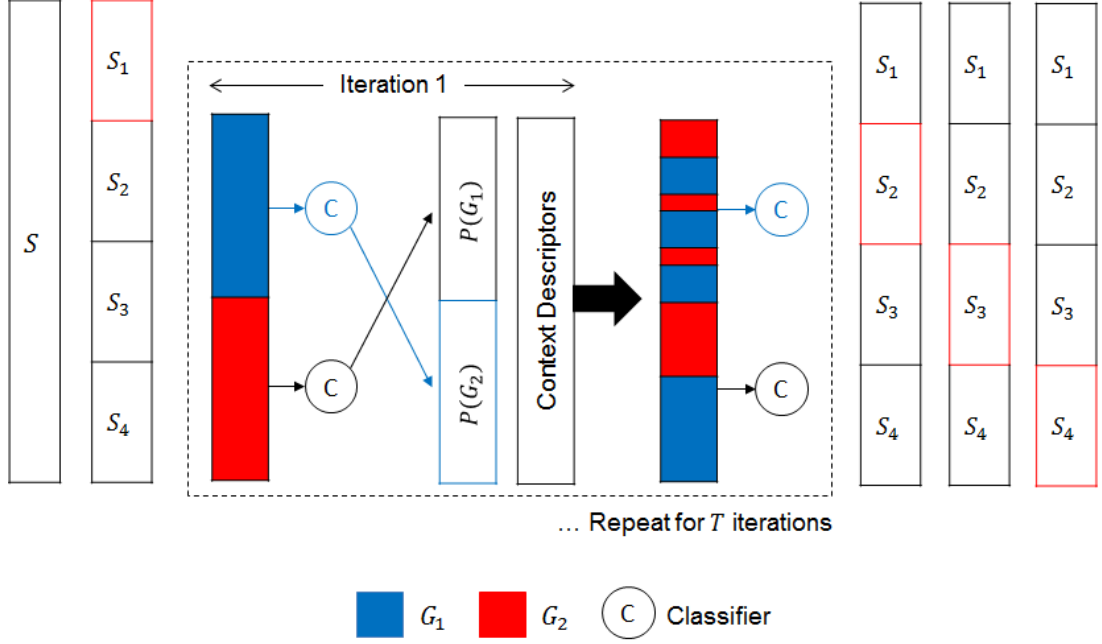 S
S₁
S₂
S₃
S₄
Iteration 1
C
C
P(G₁)
P(G₂)
Context Descriptors
C
C
... Repeat for T iterations
S₁
S₂
S₃
S₄
S₁
S₂
S₃
S₄
S₁
S₂
S₃
S₄
G₁
G₂
C
Classifier